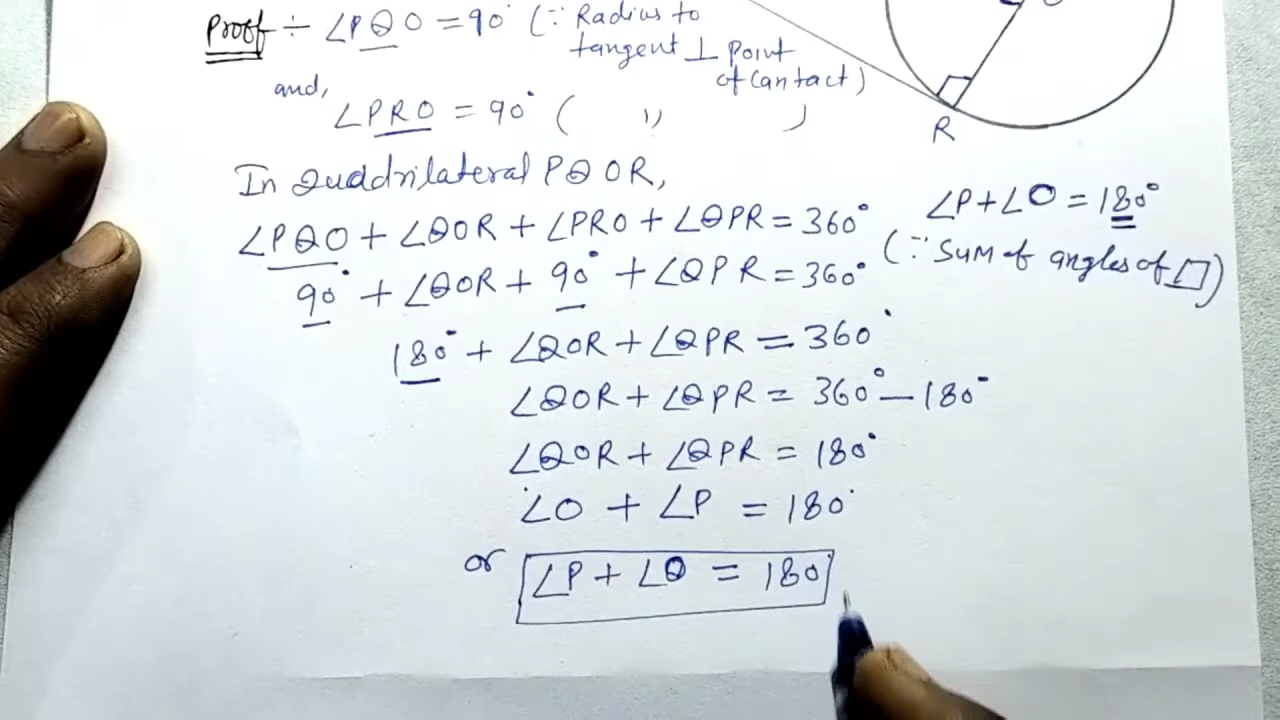 Proof ÷ ∠PQO = 90° (∵ Radius to
tangent ⊥ Point
of Contact)
and,
∠PRO = 90° ( ,, )
R
In Quadrilateral PQOR,
∠PQO + ∠QOR + ∠PRO + ∠QPR = 360°
∠P + ∠O = 180°
(∵ Sum of angles of ▱)
90° + ∠QOR + 90° + ∠QPR = 360°
180° + ∠QOR + ∠QPR = 360°
∠QOR + ∠QPR = 360° - 180°
∠QOR + ∠QPR = 180°
∠O + ∠P = 180°
or ∠P + ∠O = 180